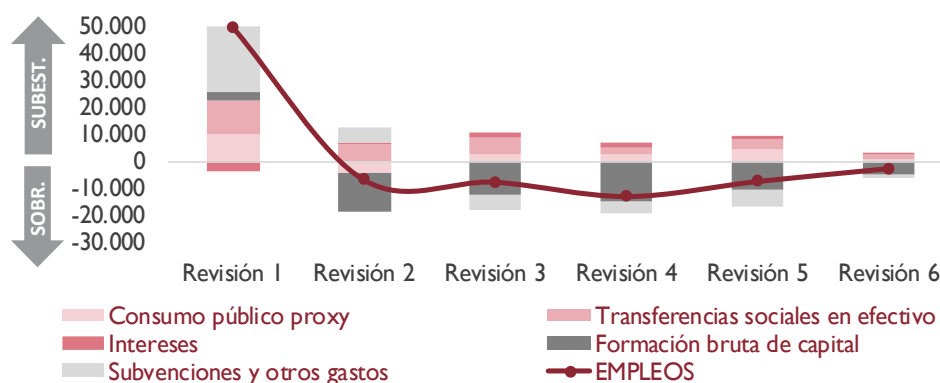 SUBEST.
SOBR.
50.000
40.000
30.000
20.000
10.000
0
-10.000
-20.000
-30.000
Revisión 1 Revisión 2 Revisión 3 Revisión 4 Revisión 5 Revisión 6
Consumo público proxy Transferencias sociales en efectivo
Intereses Formación bruta de capital
Subvenciones y otros gastos EMPLEOS